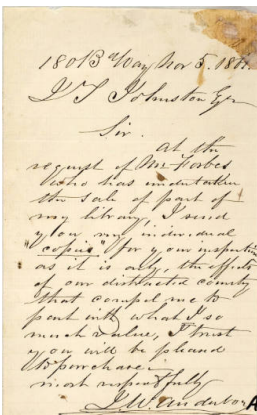 180 B Way Nov 5. 1861.
J T Johnston Eqr
Sir.
At the
request of Mr Forbes
who has undertaken
the sale of part of
my library, I send
you my individual
"copies" for your inspection
as it is only, the effects
of our distracted country
that compel me to
part with what I so
much value, I trust
you will be pleased
to purchase.
most respectfully